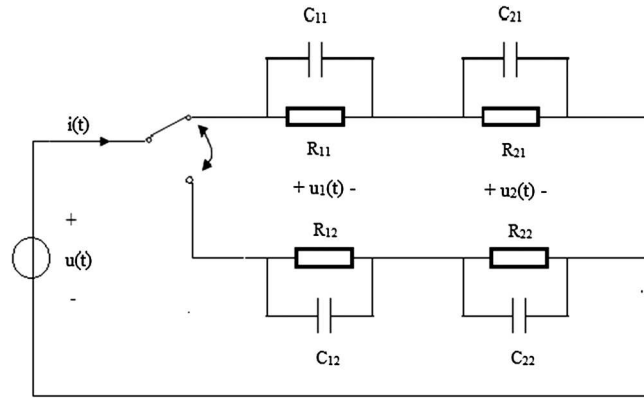 C11 C21
i(t)
R11 R21
+ u1(t) - + u2(t) -
+
R12 R22
u(t)
-
C12 C22